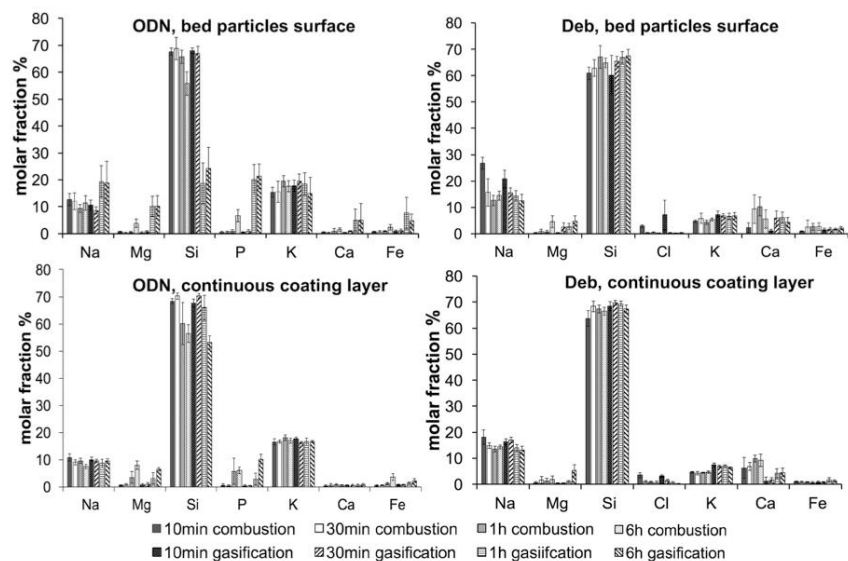 ODN, bed particles surface
molar fraction %
80
70
60
50
40
30
20
10
0
Na Mg Si P K Ca Fe
Deb, bed particles surface
molar fraction %
80
70
60
50
40
30
20
10
0
Na Mg Si Cl K Ca Fe
ODN, continuous coating layer
molar fraction %
80
70
60
50
40
30
20
10
0
Na Mg Si P K Ca Fe
Deb, continuous coating layer
molar fraction %
80
70
60
50
40
30
20
10
0
Na Mg Si Cl K Ca Fe
10min combustion 30min combustion 1h combustion 6h combustion
10min gasification 30min gasification 1h gasiifcation 6h gasification